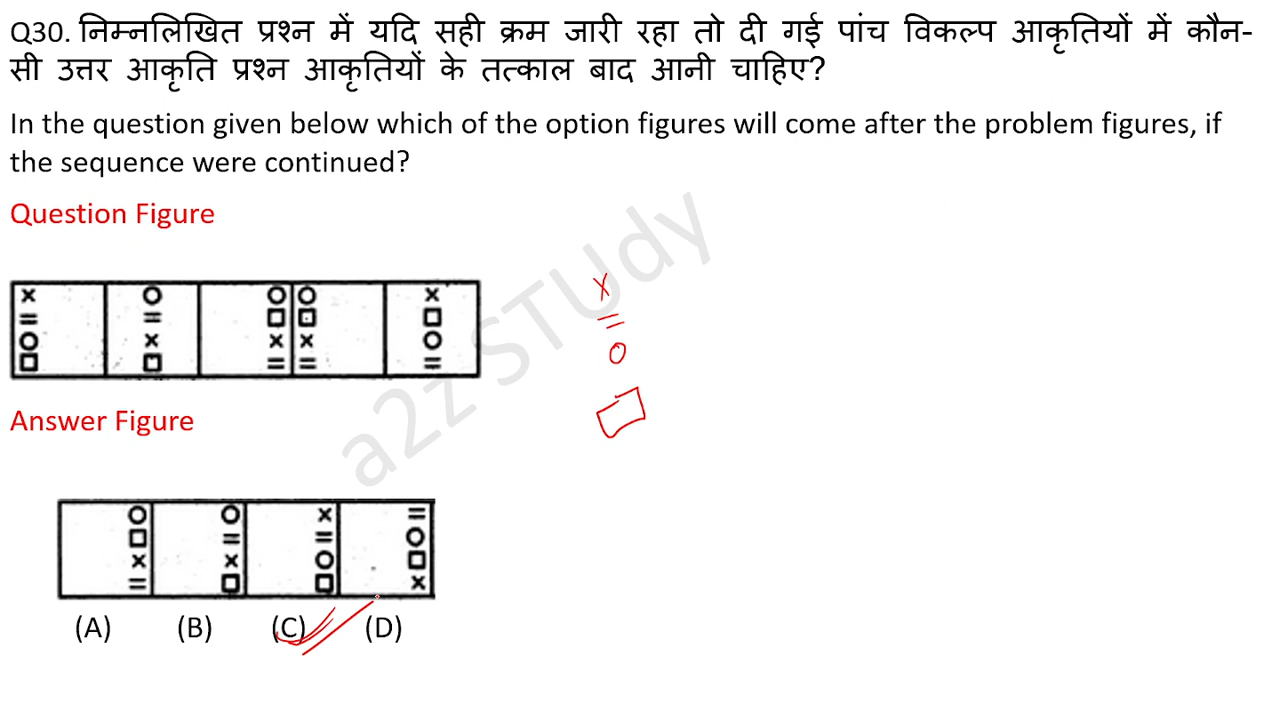 Q30. निम्नलिखित प्रश्न में यदि सही क्रम जारी रहा तो दी गई पांच विकल्प आकृतियों में कौन-
सी उत्तर आकृति प्रश्न आकृतियों के तत्काल बाद आनी चाहिए?
In the question given below which of the option figures will come after the problem figures, if
the sequence were continued?
Question Figure
Answer Figure
(A) (B) (C) (D)
a2z STUdy